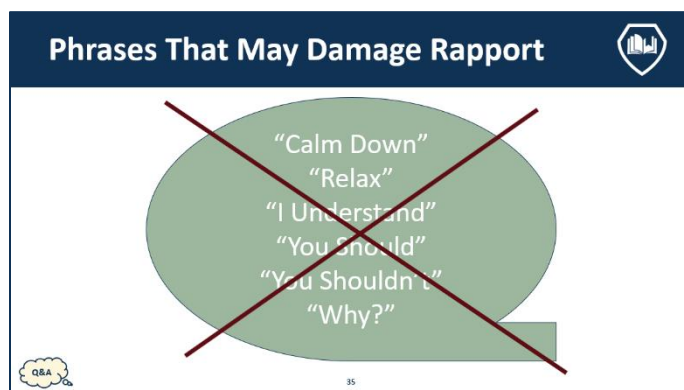 Phrases That May Damage Rapport
“Calm Down”
“Relax”
“I Understand”
“You Should”
“You Shouldn’t”
“Why?”
Q&A
35